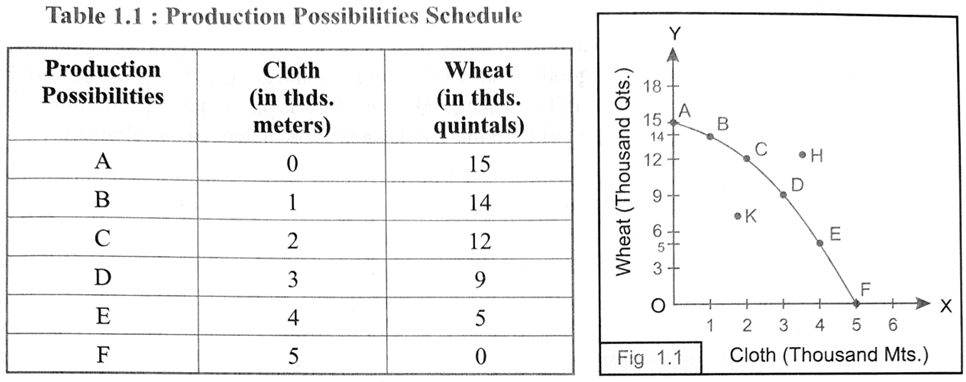 Table 1.1 : Production Possibilities Schedule
Production Possibilities Cloth (in thds. meters) Wheat (in thds. quintals)
A 0 15
B 1 14
C 2 12
D 3 9
E 4 5
F 5 0
Y
Wheat (Thousand Qts.)
18
15
14
12
9
6
5
3
O
A
B
C
H
D
K
E
F
X
1 2 3 4 5 6
Fig 1.1
Cloth (Thousand Mts.)